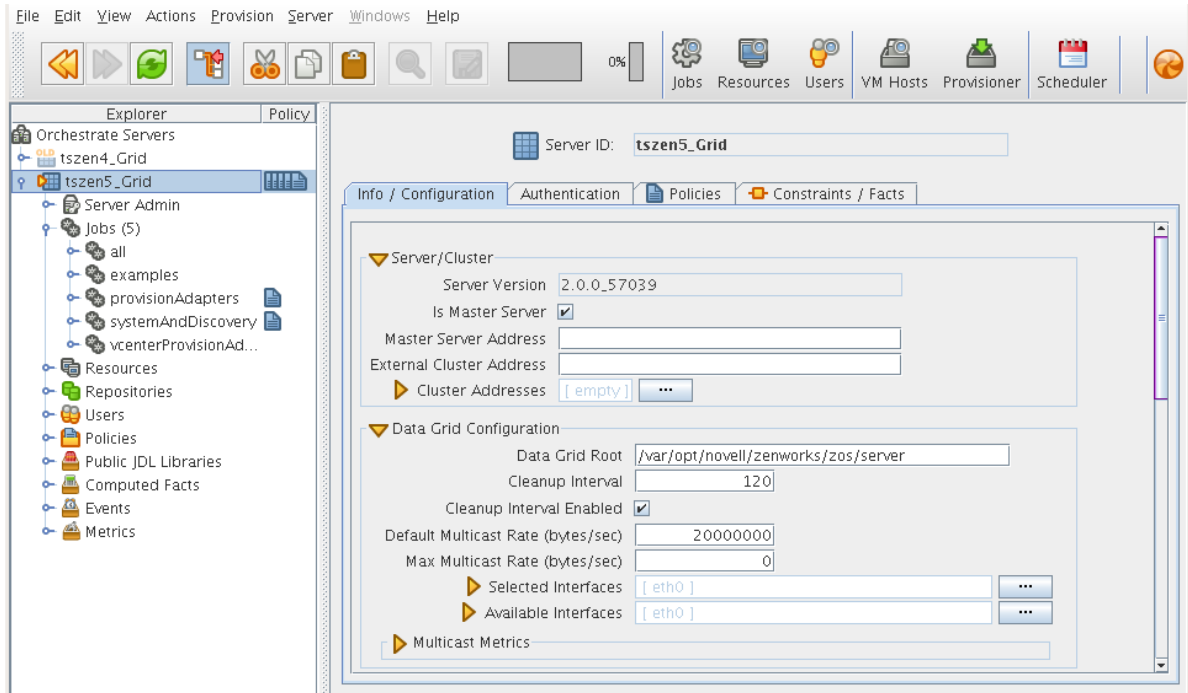 File Edit View Actions Provision Server Windows Help
0%
Jobs Resources Users VM Hosts Provisioner Scheduler
Explorer Policy
Orchestrate Servers
OLD
tszen4_Grid
tszen5_Grid
Server Admin
Jobs (5)
all
examples
provisionAdapters
systemAndDiscovery
vcenterProvisionAd...
Resources
Repositories
Users
Policies
Public JDL Libraries
Computed Facts
Events
Metrics
Server ID: tszen5_Grid
Info / Configuration Authentication Policies Constraints / Facts
Server/Cluster
Server Version 2.0.0_57039
Is Master Server
Master Server Address
External Cluster Address
Cluster Addresses [ empty ] ...
Data Grid Configuration
Data Grid Root /var/opt/novell/zenworks/zos/server
Cleanup Interval 120
Cleanup Interval Enabled
Default Multicast Rate (bytes/sec) 20000000
Max Multicast Rate (bytes/sec) 0
Selected Interfaces [ eth0 ] ...
Available Interfaces [ eth0 ] ...
Multicast Metrics